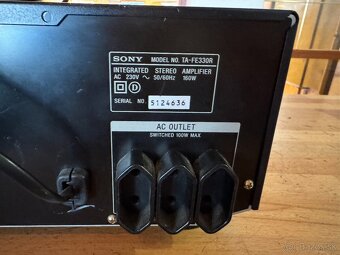 SONY MODEL NO. TA-FE330R
INTEGRATED STEREO AMPLIFIER
AC 230V ~ 50/60Hz 160W
D
SERIAL NO. 5124636
AC OUTLET
SWITCHED 100W MAX